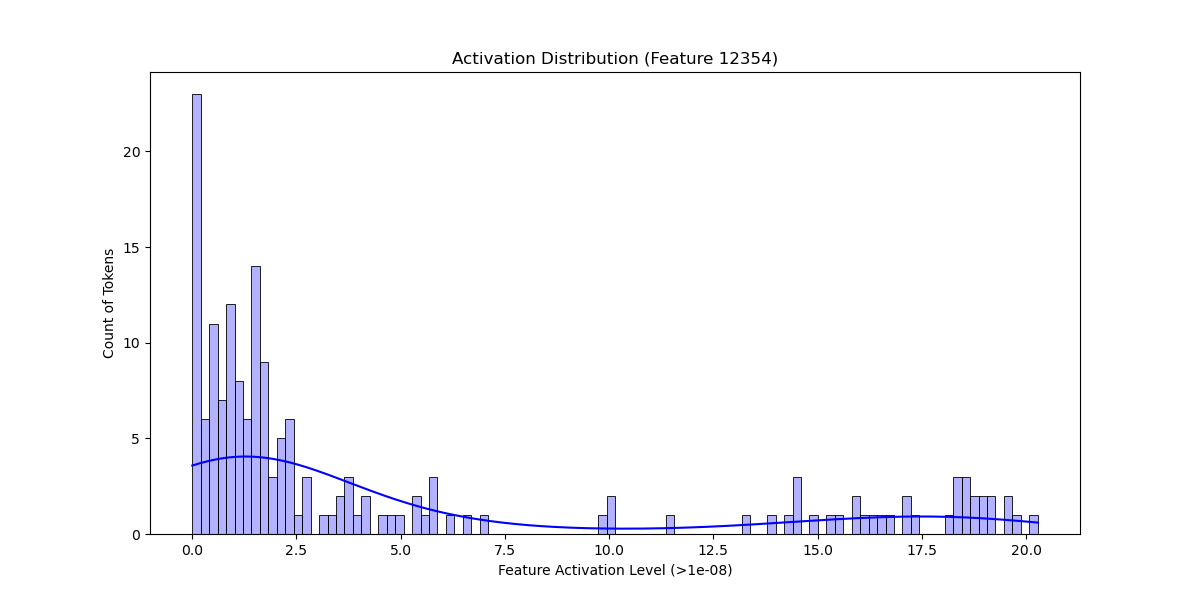 Activation Distribution (Feature 12354)
Count of Tokens
20
15
10
5
0
0.0 2.5 5.0 7.5 10.0 12.5 15.0 17.5 20.0
Feature Activation Level (>1e-08)